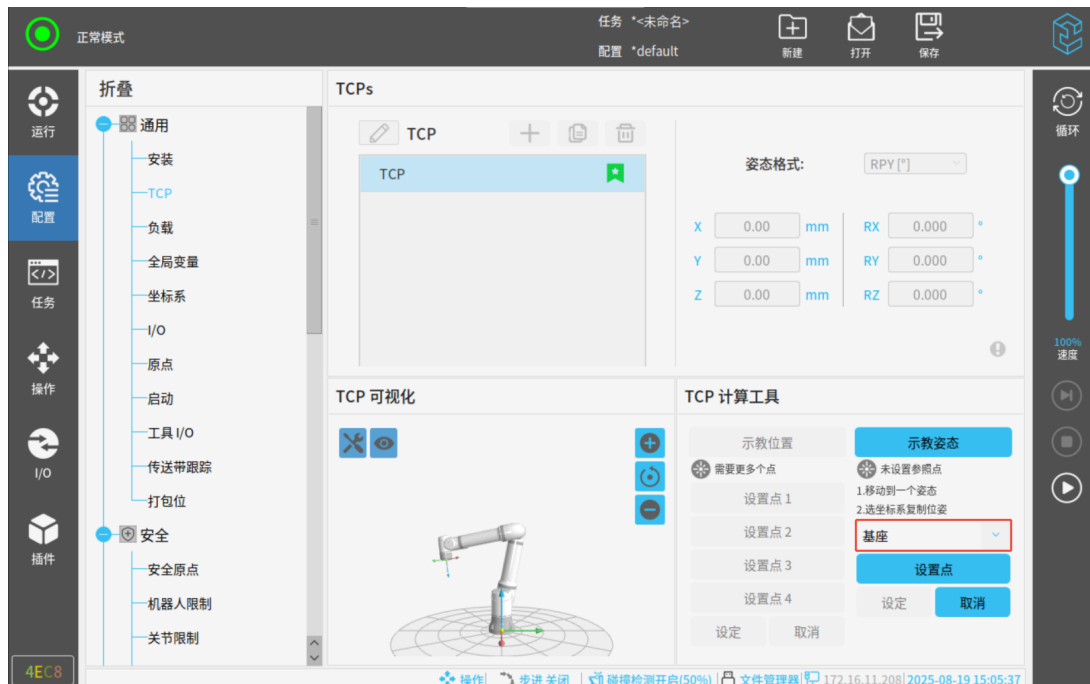 正常模式
任务 *<未命名>
配置 *default
新建
打开
保存
运行
配置
</>
任务
操作
I/O
插件
4EC8
折叠
通用
安装
TCP
负载
全局变量
坐标系
I/O
原点
启动
工具 I/O
传送带跟踪
打包位
安全
安全原点
机器人限制
关节限制
TCPs
TCP
TCP
姿态格式: RPY [°]
X 0.00 mm RX 0.000 °
Y 0.00 mm RY 0.000 °
Z 0.00 mm RZ 0.000 °
TCP 可视化
TCP 计算工具
示教位置
需要更多个点
设置点 1
设置点 2
设置点 3
设置点 4
设定 取消
示教姿态
未设置参照点
1.移动到一个姿态
2.选坐标系复制位姿
基座
设置点
设定 取消
循环
100%
速度
操作 步进 关闭 碰撞检测开启(50%) 文件管理器 172.16.11.208 2025-08-19 15:05:37